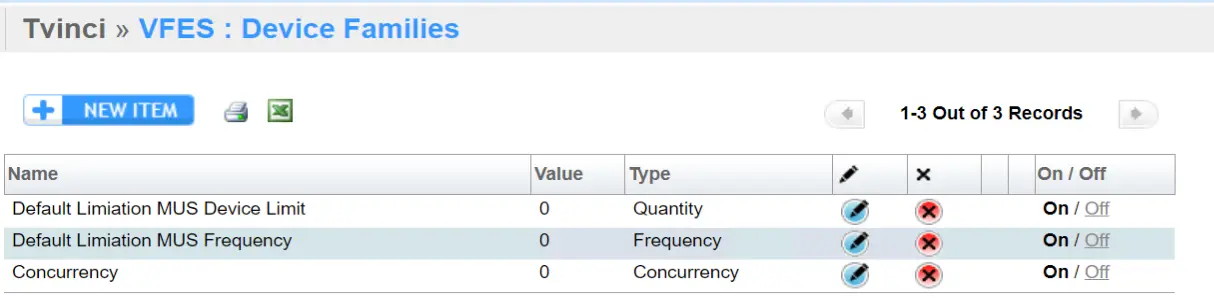 Tvinci » VFES : Device Families
NEW ITEM
1-3 Out of 3 Records
Name Value Type On / Off
Default Limiation MUS Device Limit 0 Quantity On / Off
Default Limiation MUS Frequency 0 Frequency On / Off
Concurrency 0 Concurrency On / Off